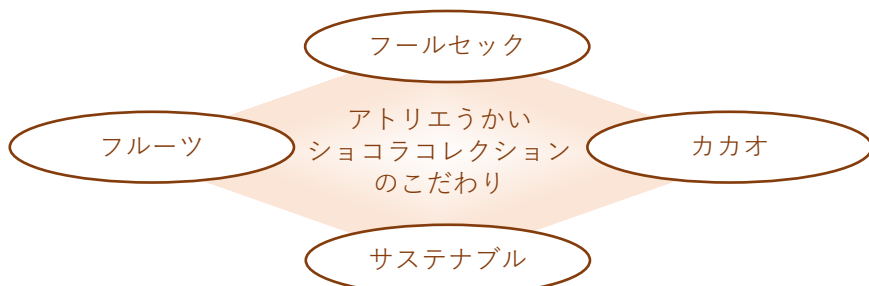 フールセック
フルーツ
アトリエうかい
ショコラコレクション
のこだわり
カカオ
サステナブル